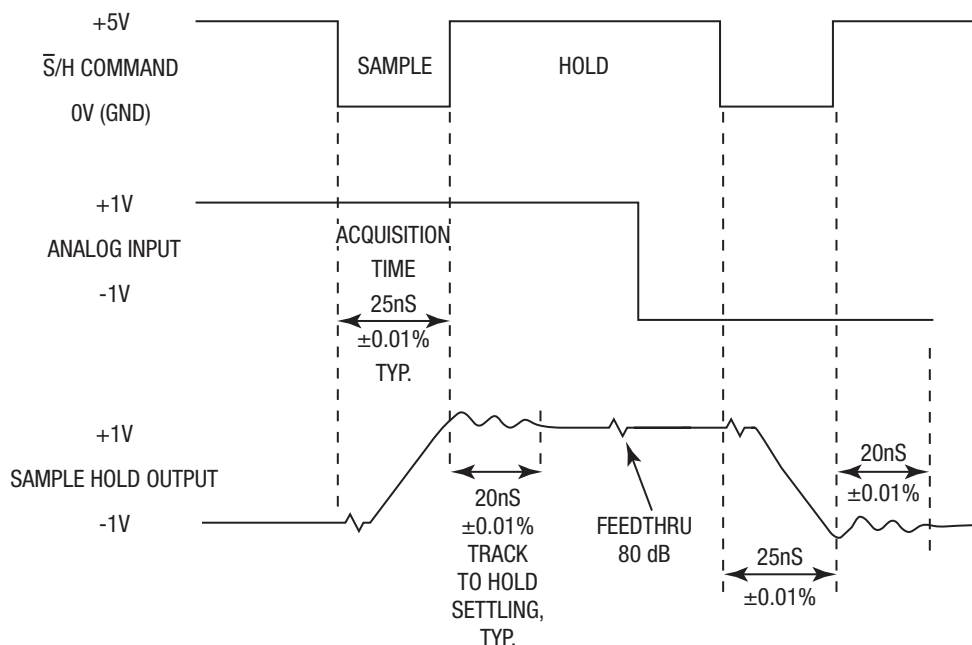 +5V
S̅/H COMMAND
0V (GND)
SAMPLE
HOLD
+1V
ANALOG INPUT
-1V
ACQUISITION
TIME
25nS
±0.01%
TYP.
+1V
SAMPLE HOLD OUTPUT
-1V
20nS
±0.01%
TRACK
TO HOLD
SETTLING,
TYP.
FEEDTHRU
80 dB
25nS
±0.01%
20nS
±0.01%